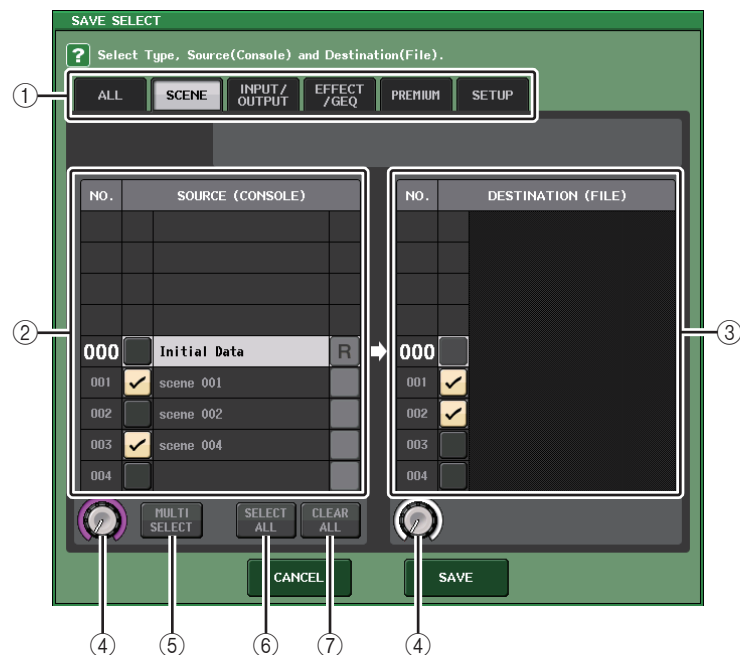 SAVE SELECT
? Select Type, Source(Console) and Destination(File).
① ALL SCENE INPUT/OUTPUT EFFECT/GEQ PREMIUM SETUP
NO. SOURCE (CONSOLE) NO. DESTINATION (FILE)
② ③
000 Initial Data R 000
001 scene 001 001
002 scene 002 002
003 scene 004 003
004 004
MULTI SELECT SELECT ALL CLEAR ALL
CANCEL SAVE
④ ⑤ ⑥ ⑦ ④